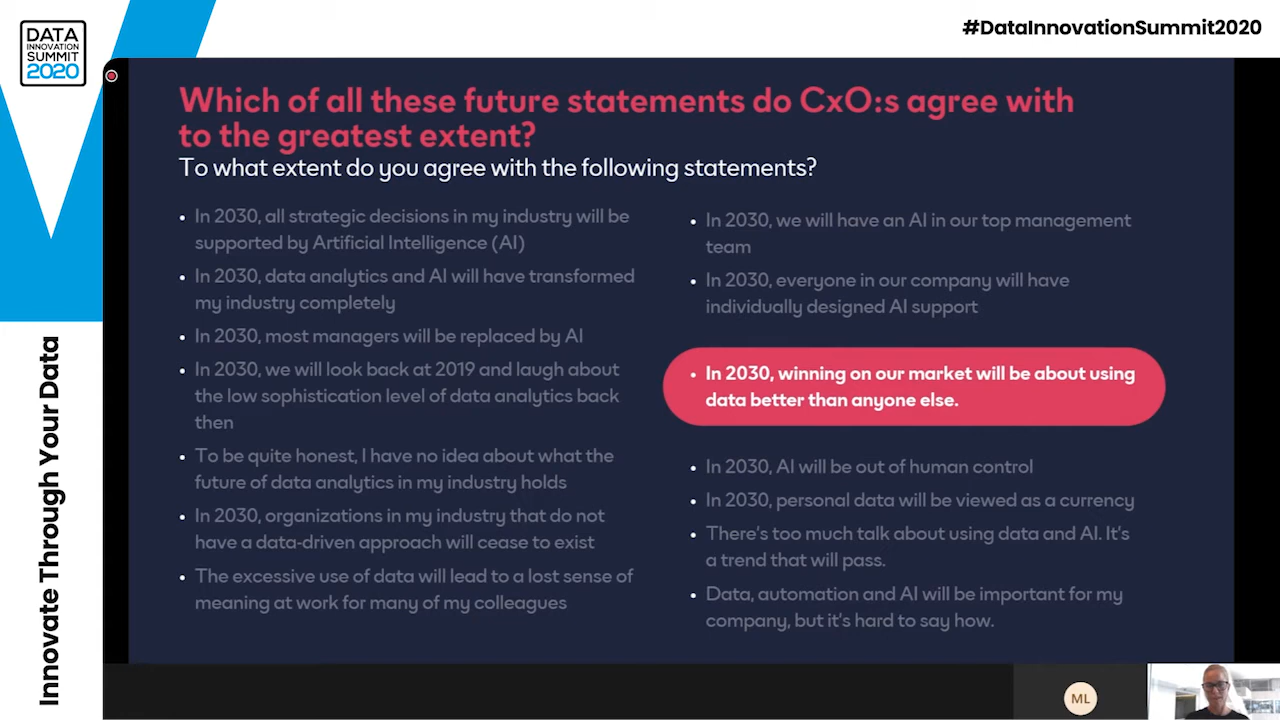 DATA
INNOVATION
SUMMIT
2020
#DataInnovationSummit2020
Innovate Through Your Data
Which of all these future statements do CxO:s agree with
to the greatest extent?
To what extent do you agree with the following statements?
• In 2030, all strategic decisions in my industry will be
supported by Artificial Intelligence (AI)
• In 2030, data analytics and AI will have transformed
my industry completely
• In 2030, most managers will be replaced by AI
• In 2030, we will look back at 2019 and laugh about
the low sophistication level of data analytics back
then
• To be quite honest, I have no idea about what the
future of data analytics in my industry holds
• In 2030, organizations in my industry that do not
have a data-driven approach will cease to exist
• The excessive use of data will lead to a lost sense of
meaning at work for many of my colleagues
• In 2030, we will have an AI in our top management
team
• In 2030, everyone in our company will have
individually designed AI support
• In 2030, winning on our market will be about using
data better than anyone else.
• In 2030, AI will be out of human control
• In 2030, personal data will be viewed as a currency
• There's too much talk about using data and AI. It's
a trend that will pass.
• Data, automation and AI will be important for my
company, but it's hard to say how.
ML